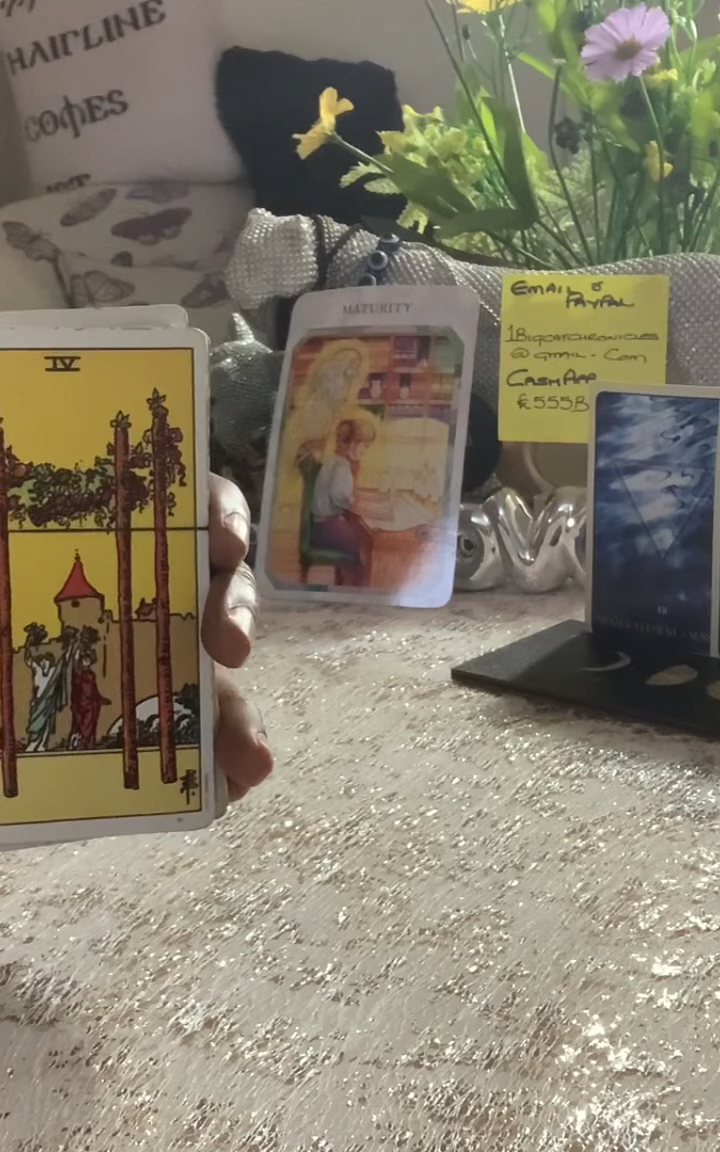 HAIRLINE
COMES
IV
MATURITY
EMAIL &
PAYPAL
1BIGCATCHRONICLES
@ GMAIL. COM
CASHAPP
£555B